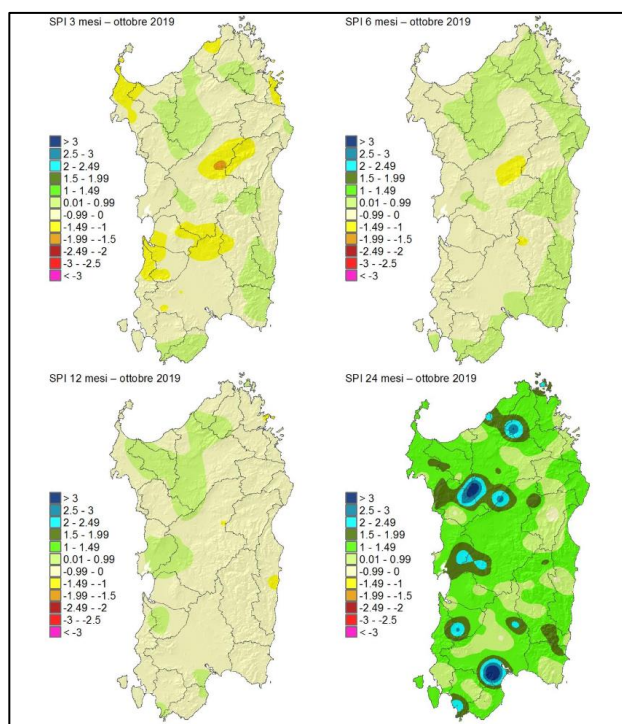 SPI 3 mesi – ottobre 2019
> 3
2.5 - 3
2 - 2.49
1.5 - 1.99
1 - 1.49
0.01 - 0.99
-0.99 - 0
-1.49 - -1
-1.99 - -1.5
-2.49 - -2
-3 - -2.5
< -3
SPI 6 mesi – ottobre 2019
> 3
2.5 - 3
2 - 2.49
1.5 - 1.99
1 - 1.49
0.01 - 0.99
-0.99 - 0
-1.49 - -1
-1.99 - -1.5
-2.49 - -2
-3 - -2.5
< -3
SPI 12 mesi – ottobre 2019
> 3
2.5 - 3
2 - 2.49
1.5 - 1.99
1 - 1.49
0.01 - 0.99
-0.99 - 0
-1.49 - -1
-1.99 - -1.5
-2.49 - -2
-3 - -2.5
< -3
SPI 24 mesi – ottobre 2019
> 3
2.5 - 3
2 - 2.49
1.5 - 1.99
1 - 1.49
0.01 - 0.99
-0.99 - 0
-1.49 - -1
-1.99 - -1.5
-2.49 - -2
-3 - -2.5
< -3